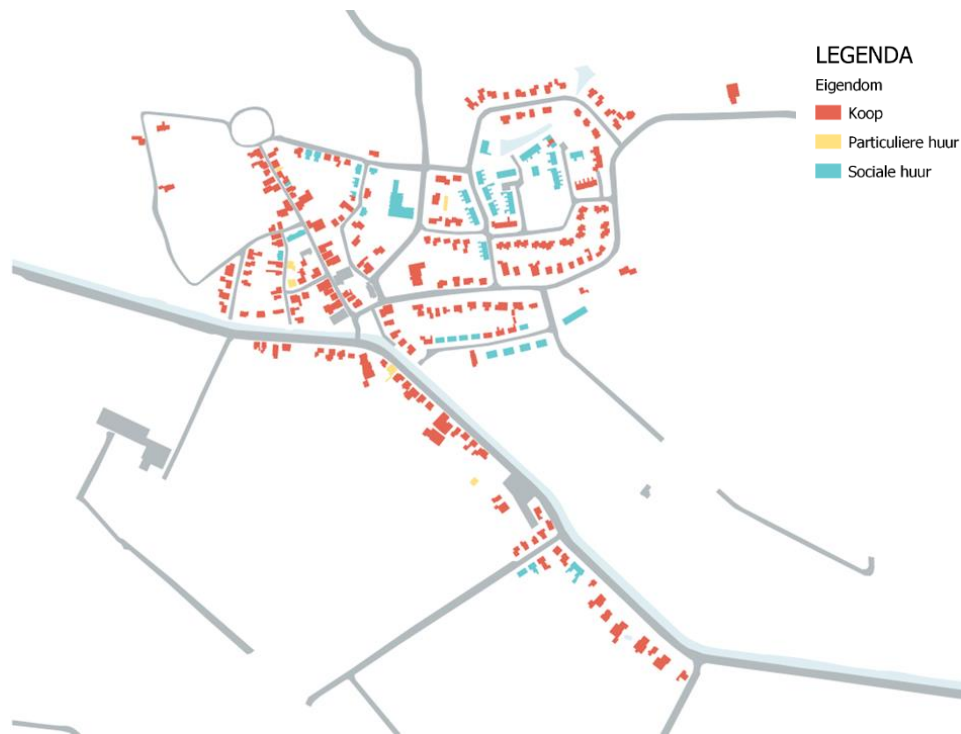 LEGENDA
Eigendom
Koop
Particuliere huur
Sociale huur